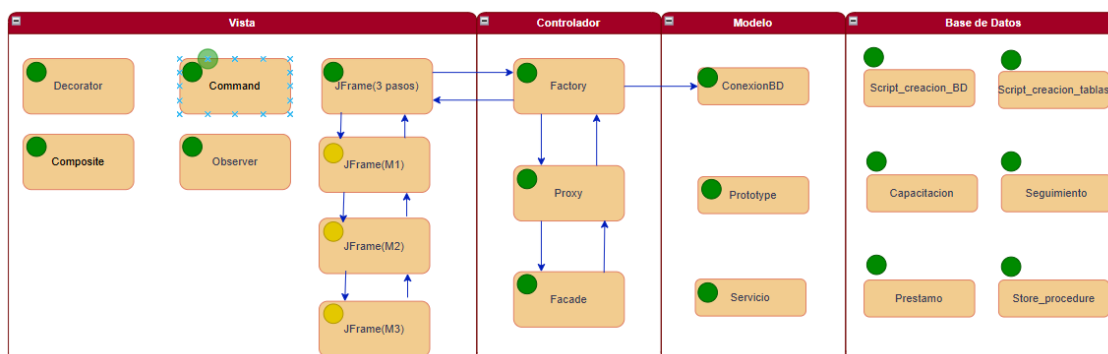 Vista
Controlador
Modelo
Base de Datos
Decorator
Command
JFrame(3 pasos)
Factory
ConexionBD
Script_creacion_BD
Script_creacion_tablas
Composite
Observer
JFrame(M1)
Proxy
Prototype
Capacitacion
Seguimiento
JFrame(M2)
Facade
Servicio
Prestamo
Store_procedure
JFrame(M3)